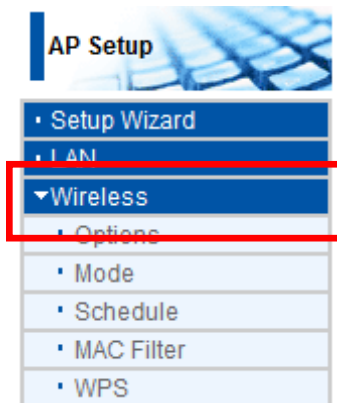 AP Setup
Setup Wizard
LAN
Wireless
Options
Mode
Schedule
MAC Filter
WPS